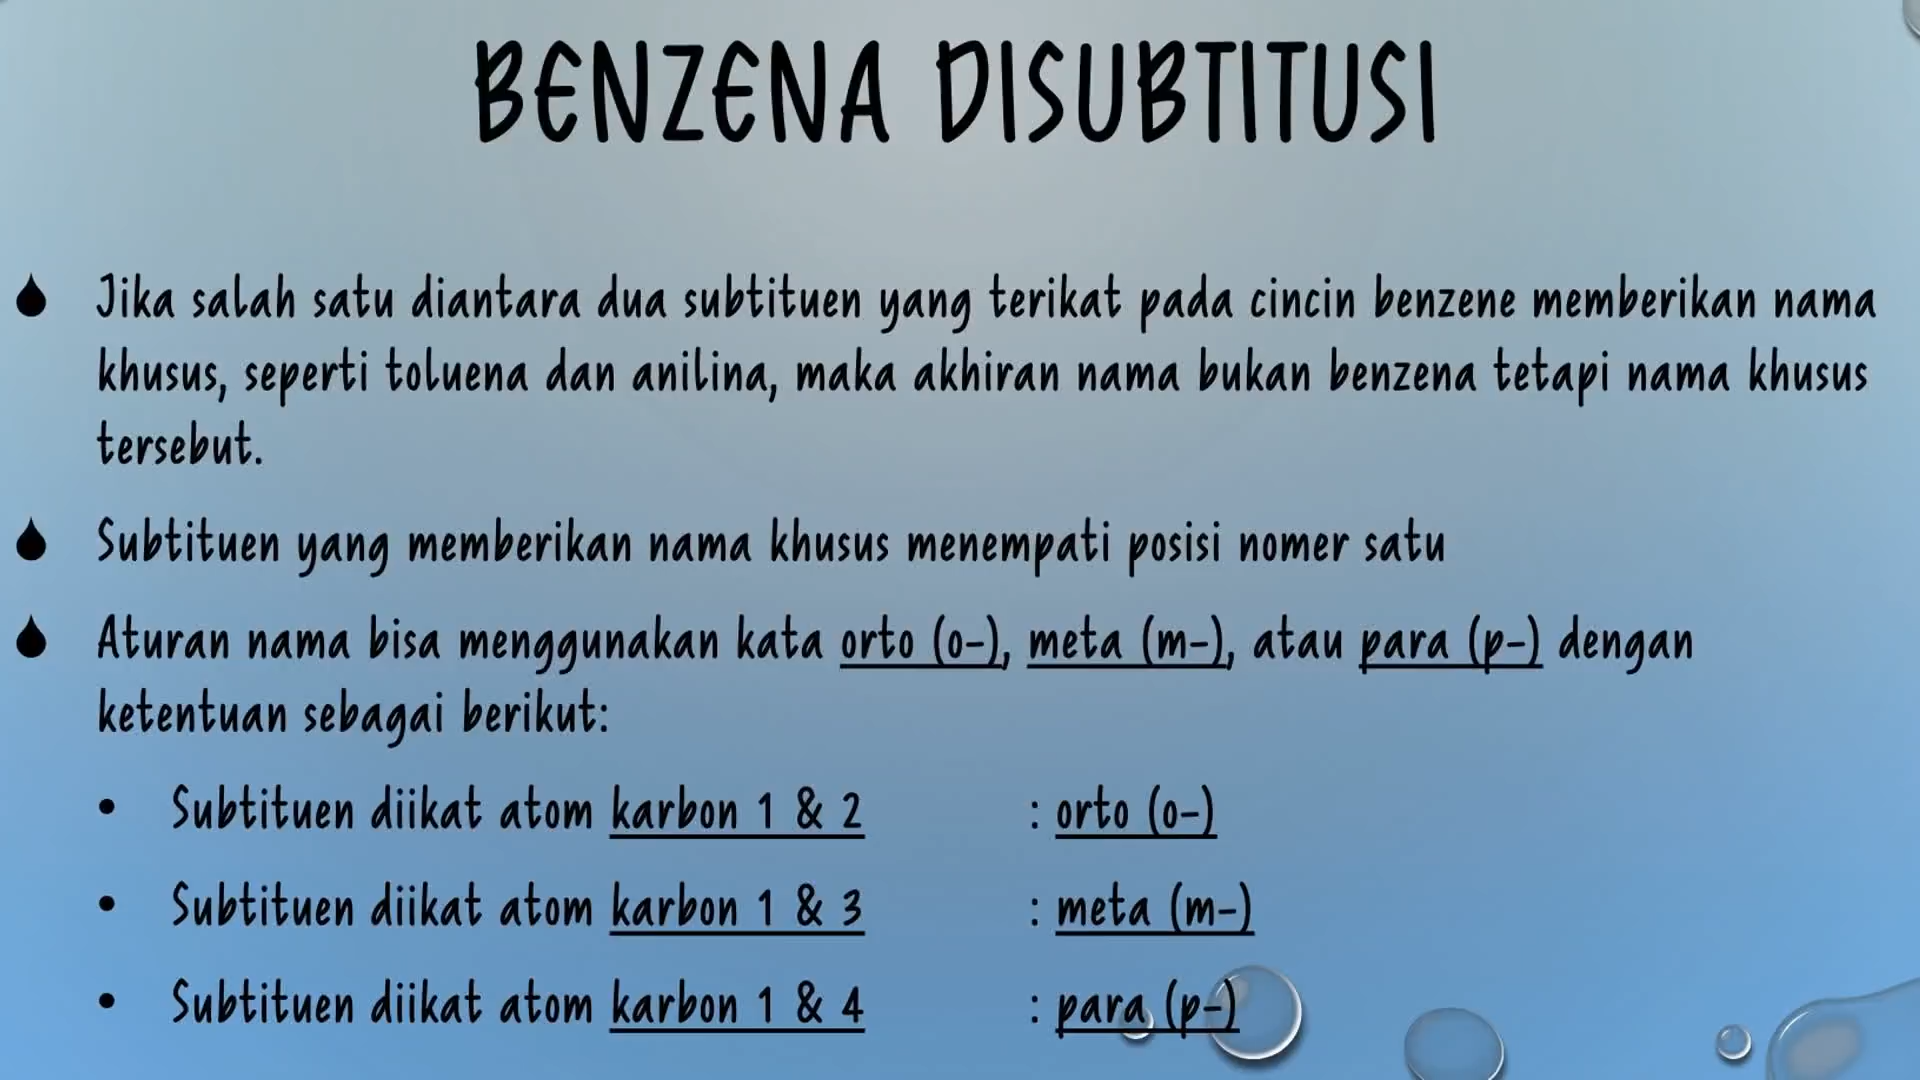 BENZENA DISUBTITUSI
Jika salah satu diantara dua subtituen yang terikat pada cincin benzene memberikan nama
khusus, seperti toluena dan anilina, maka akhiran nama bukan benzena tetapi nama khusus
tersebut.
Subtituen yang memberikan nama khusus menempati posisi nomer satu
Aturan nama bisa menggunakan kata orto (o-), meta (m-), atau para (p-) dengan
ketentuan sebagai berikut:
• Subtituen diikat atom karbon 1 & 2 : orto (o-)
• Subtituen diikat atom karbon 1 & 3 : meta (m-)
• Subtituen diikat atom karbon 1 & 4 : para (p-)